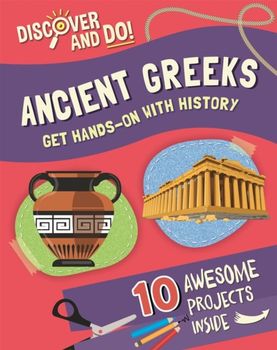 DISCOVER
AND DO!
ANCIENT GREEKS
GET HANDS-ON WITH HISTORY
10 AWESOME
PROJECTS
INSIDE